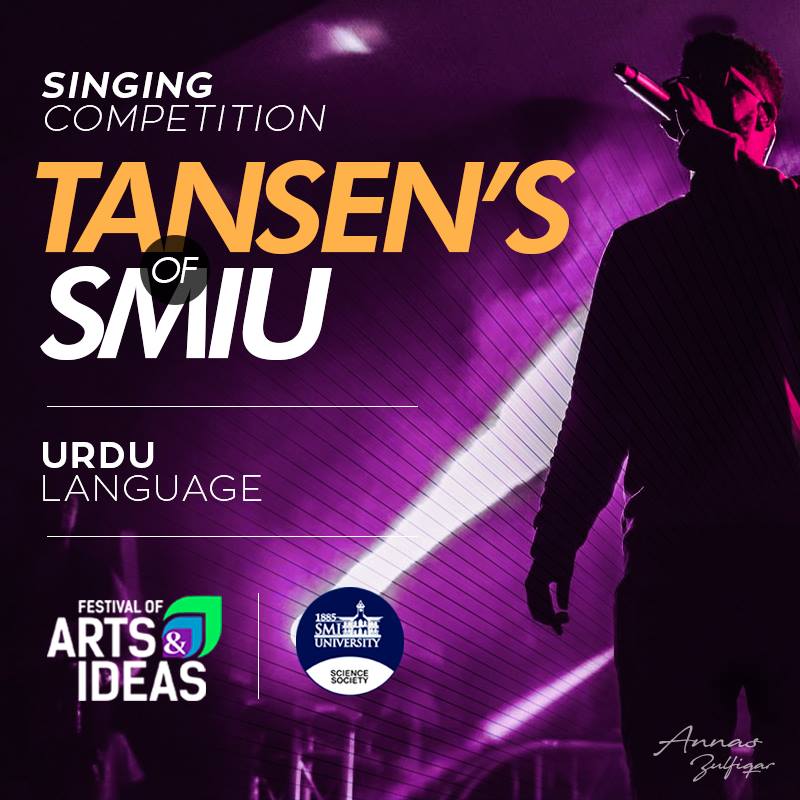 SINGING
COMPETITION
TANSEN'S
OF
SMIU
URDU
LANGUAGE
FESTIVAL OF
ARTS &
IDEAS
1885
SMI
UNIVERSITY
SCIENCE
SOCIETY
Annas
Zulfiqar